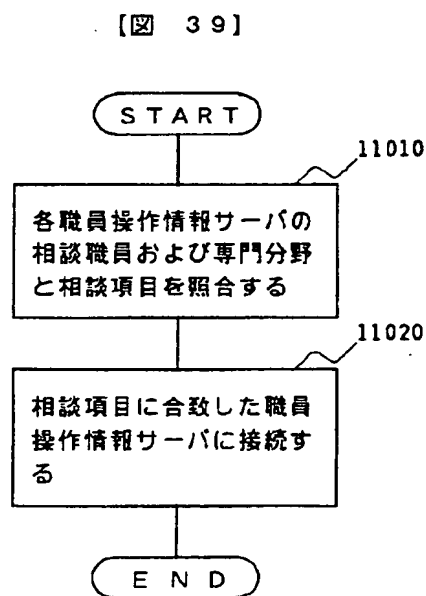 【図 39】
START
11010
各職員操作情報サーバの
相談職員および専門分野
と相談項目を照合する
11020
相談項目に合致した職員
操作情報サーバに接続す
る
END